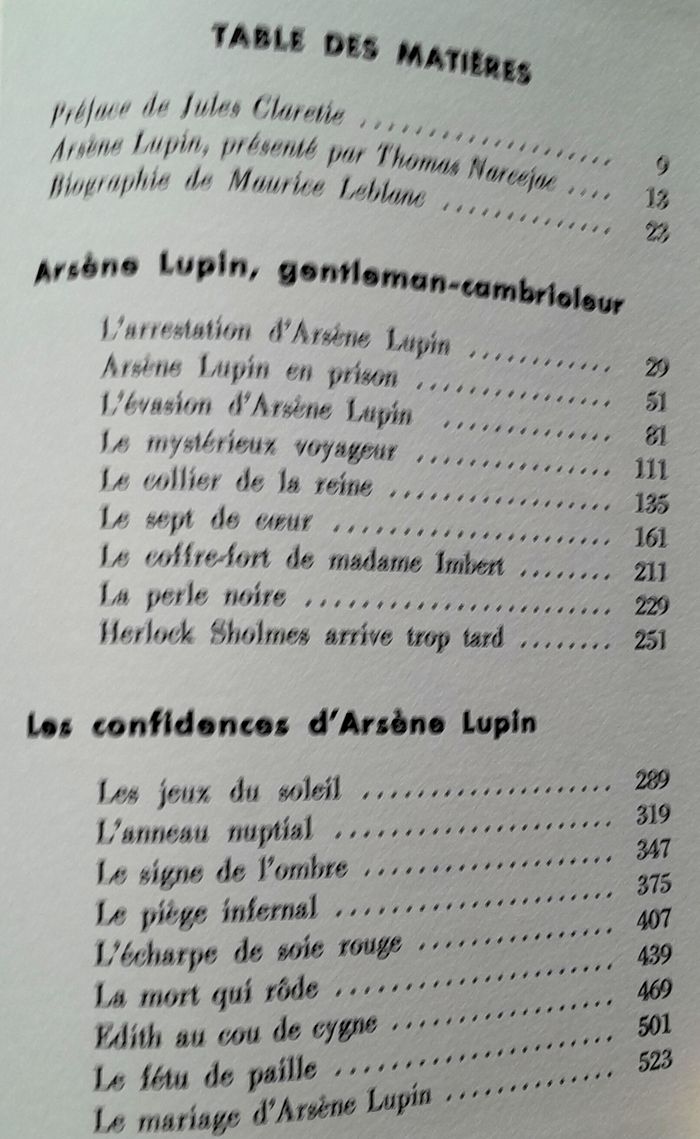 TABLE DES MATIÈRES
Préface de Jules Claretie .................... 9
Arsène Lupin, présenté par Thomas Narcejac .... 13
Biographie de Maurice Leblanc ............. 23
Arsène Lupin, gentleman-cambrioleur
L'arrestation d'Arsène Lupin ............ 29
Arsène Lupin en prison ................ 51
L'évasion d'Arsène Lupin .............. 81
Le mystérieux voyageur ................ 111
Le collier de la reine .................. 135
Le sept de cœur ...................... 161
Le coffre-fort de madame Imbert ........ 211
La perle noire ........................ 229
Herlock Sholmes arrive trop tard ........ 251
Les confidences d'Arsène Lupin
Les jeux du soleil .................... 289
L'anneau nuptial ...................... 319
Le signe de l'ombre .................. 347
Le piège infernal ...................... 375
L'écharpe de soie rouge ................ 407
La mort qui rôde ...................... 439
Edith au cou de cygne .................. 469
Le fétu de paille ...................... 501
Le mariage d'Arsène Lupin .............. 523